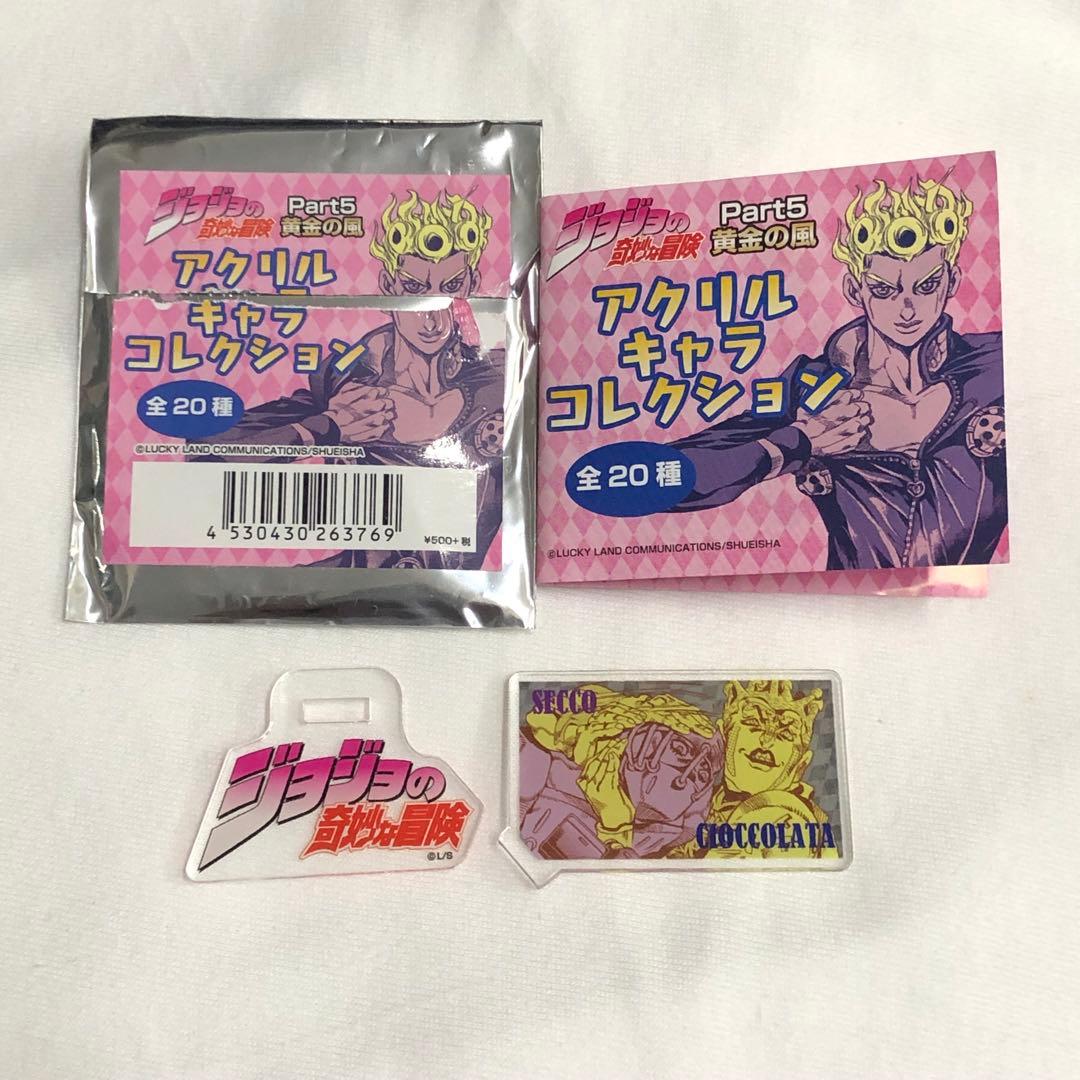 ジョジョの
奇妙な冒険
Part5
黄金の風
アクリル
キャラ
コレクション
全20種
©LUCKY LAND COMMUNICATIONS/SHUEISHA
4 530430 263769
¥500+税
ジョジョの
奇妙な冒険
Part5
黄金の風
アクリル
キャラ
コレクション
全20種
©LUCKY LAND COMMUNICATIONS/SHUEISHA
ジョジョの
奇妙な冒険
©L/S
SECCO
CIOCCOLATA